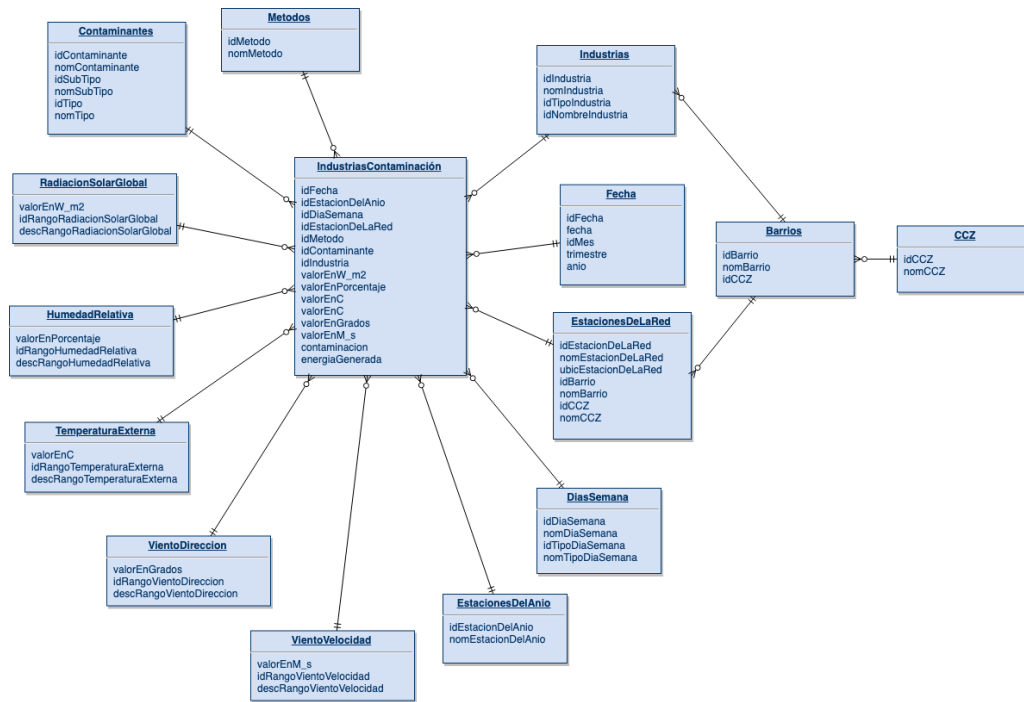 Metodos
idMetodo
nomMetodo
Contaminantes
idContaminante
nomContaminante
idSubTipo
nomSubTipo
idTipo
nomTipo
Industrias
idIndustria
nomIndustria
idTipoIndustria
idNombreIndustria
IndustriasContaminación
idFecha
idEstacionDelAnio
idDiaSemana
idEstacionDeLaRed
idMetodo
idContaminante
idIndustria
valorEnW_m2
valorEnPorcentaje
valorEnC
valorEnC
valorEnGrados
valorEnM_s
contaminacion
energiaGenerada
RadiacionSolarGlobal
valorEnW_m2
idRangoRadiacionSolarGlobal
descRangoRadiacionSolarGlobal
Fecha
idFecha
fecha
idMes
trimestre
anio
Barrios
idBarrio
nomBarrio
idCCZ
CCZ
idCCZ
nomCCZ
HumedadRelativa
valorEnPorcentaje
idRangoHumedadRelativa
descRangoHumedadRelativa
EstacionesDeLaRed
idEstacionDeLaRed
nomEstacionDeLaRed
ubicEstacionDeLaRed
idBarrio
nomBarrio
idCCZ
nomCCZ
TemperaturaExterna
valorEnC
idRangoTemperaturaExterna
descRangoTemperaturaExterna
DiasSemana
idDiaSemana
nomDiaSemana
idTipoDiaSemana
nomTipoDiaSemana
VientoDireccion
valorEnGrados
idRangoVientoDireccion
descRangoVientoDireccion
EstacionesDelAnio
idEstacionDelAnio
nomEstacionDelAnio
VientoVelocidad
valorEnM_s
idRangoVientoVelocidad
descRangoVientoVelocidad